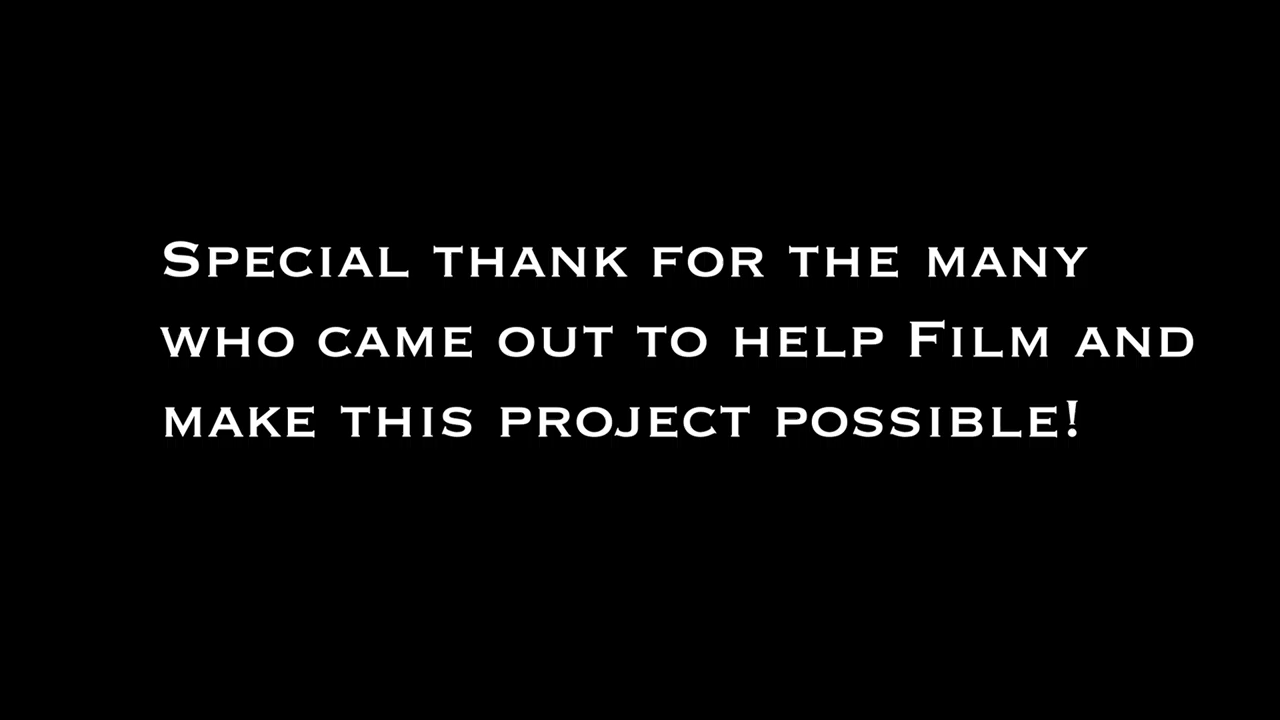 Special thank for the many
who came out to help Film and
make this project possible!